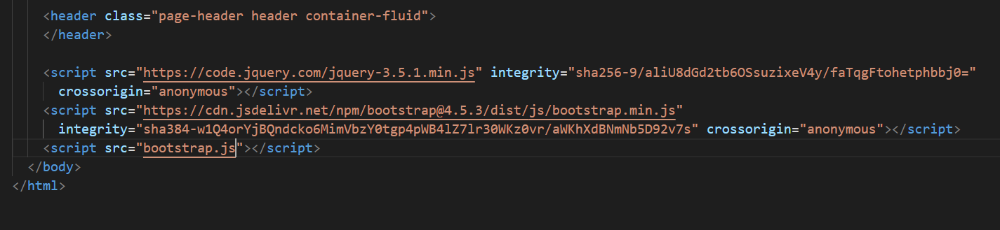 <header class="page-header header container-fluid">
</header>
<script src="https://code.jquery.com/jquery-3.5.1.min.js" integrity="sha256-9/aliU8dGd2tb6OSsuzixeV4y/faTqgFtohetphbbj0="
crossorigin="anonymous"></script>
<script src="https://cdn.jsdelivr.net/npm/bootstrap@4.5.3/dist/js/bootstrap.min.js"
integrity="sha384-w1Q4orYjBQndcko6MimVbzY0tgp4pWB4lZ7lr30WKz0vr/aWKhXdBNmNb5D92v7s" crossorigin="anonymous"></script>
<script src="bootstrap.js"></script>
</body>
</html>